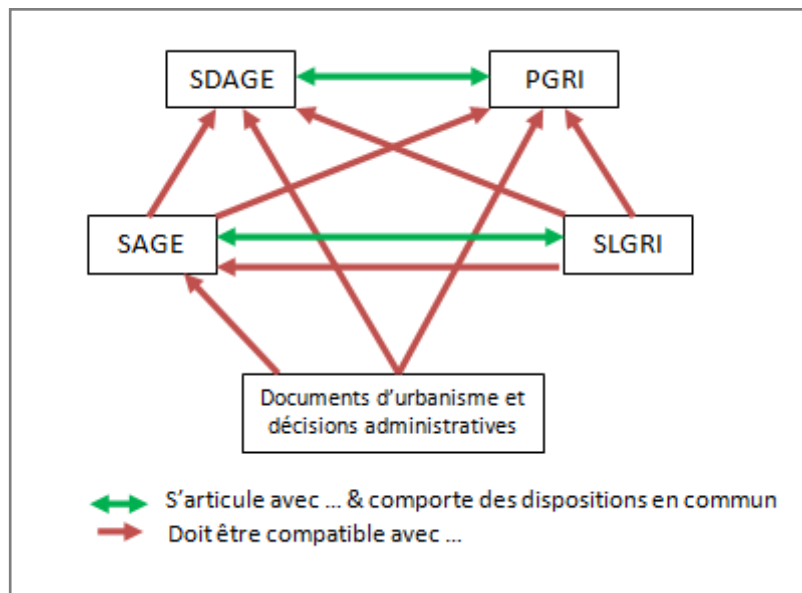 SDAGE
PGRI
SAGE
SLGRI
Documents d'urbanisme et
décisions administratives
S'articule avec ... & comporte des dispositions en commun
Doit être compatible avec ...